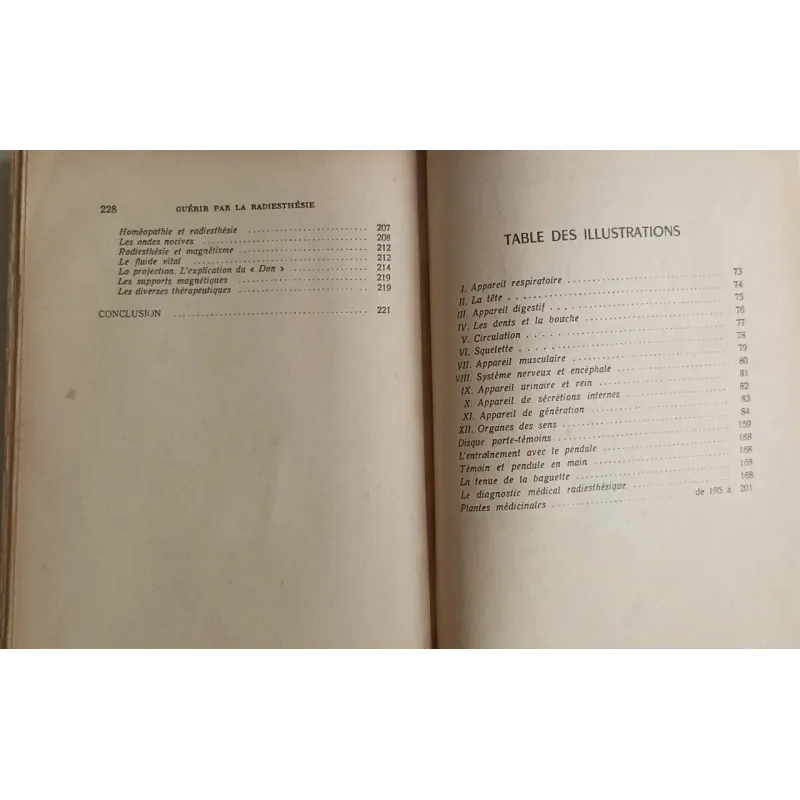 228 GUÉRIR PAR LA RADIESTHÉSIE
Homéopathie et radiesthésie ..................... 207
Les ondes nocives ..................... 208
Radiesthésie et magnétisme ..................... 212
Le fluide vital ..................... 212
La projection. L'explication du « Don » ............... 214
Les supports magnétiques ..................... 219
Les diverses thérapeutiques ..................... 219
CONCLUSION ..................... 221
TABLE DES ILLUSTRATIONS
I. Appareil respiratoire ..................... 73
II. La tête ..................... 74
III. Appareil digestif ..................... 75
IV. Les dents et la bouche ..................... 76
V. Circulation ..................... 77
VI. Squelette ..................... 78
VII. Appareil musculaire ..................... 79
VIII. Système nerveux et encéphale ..................... 80
IX. Appareil urinaire et rein ..................... 81
X. Appareil de sécrétions internes ..................... 82
XI. Appareil de génération ..................... 83
XII. Organes des sens ..................... 84
Disque porte-témoins ..................... 159
L'entraînement avec le pendule ..................... 168
Témoin et pendule en main ..................... 168
La tenue de la baguette ..................... 168
Le diagnostic médical radiesthésique ..................... 168
Plantes médicinales ..................... de 195 à 201